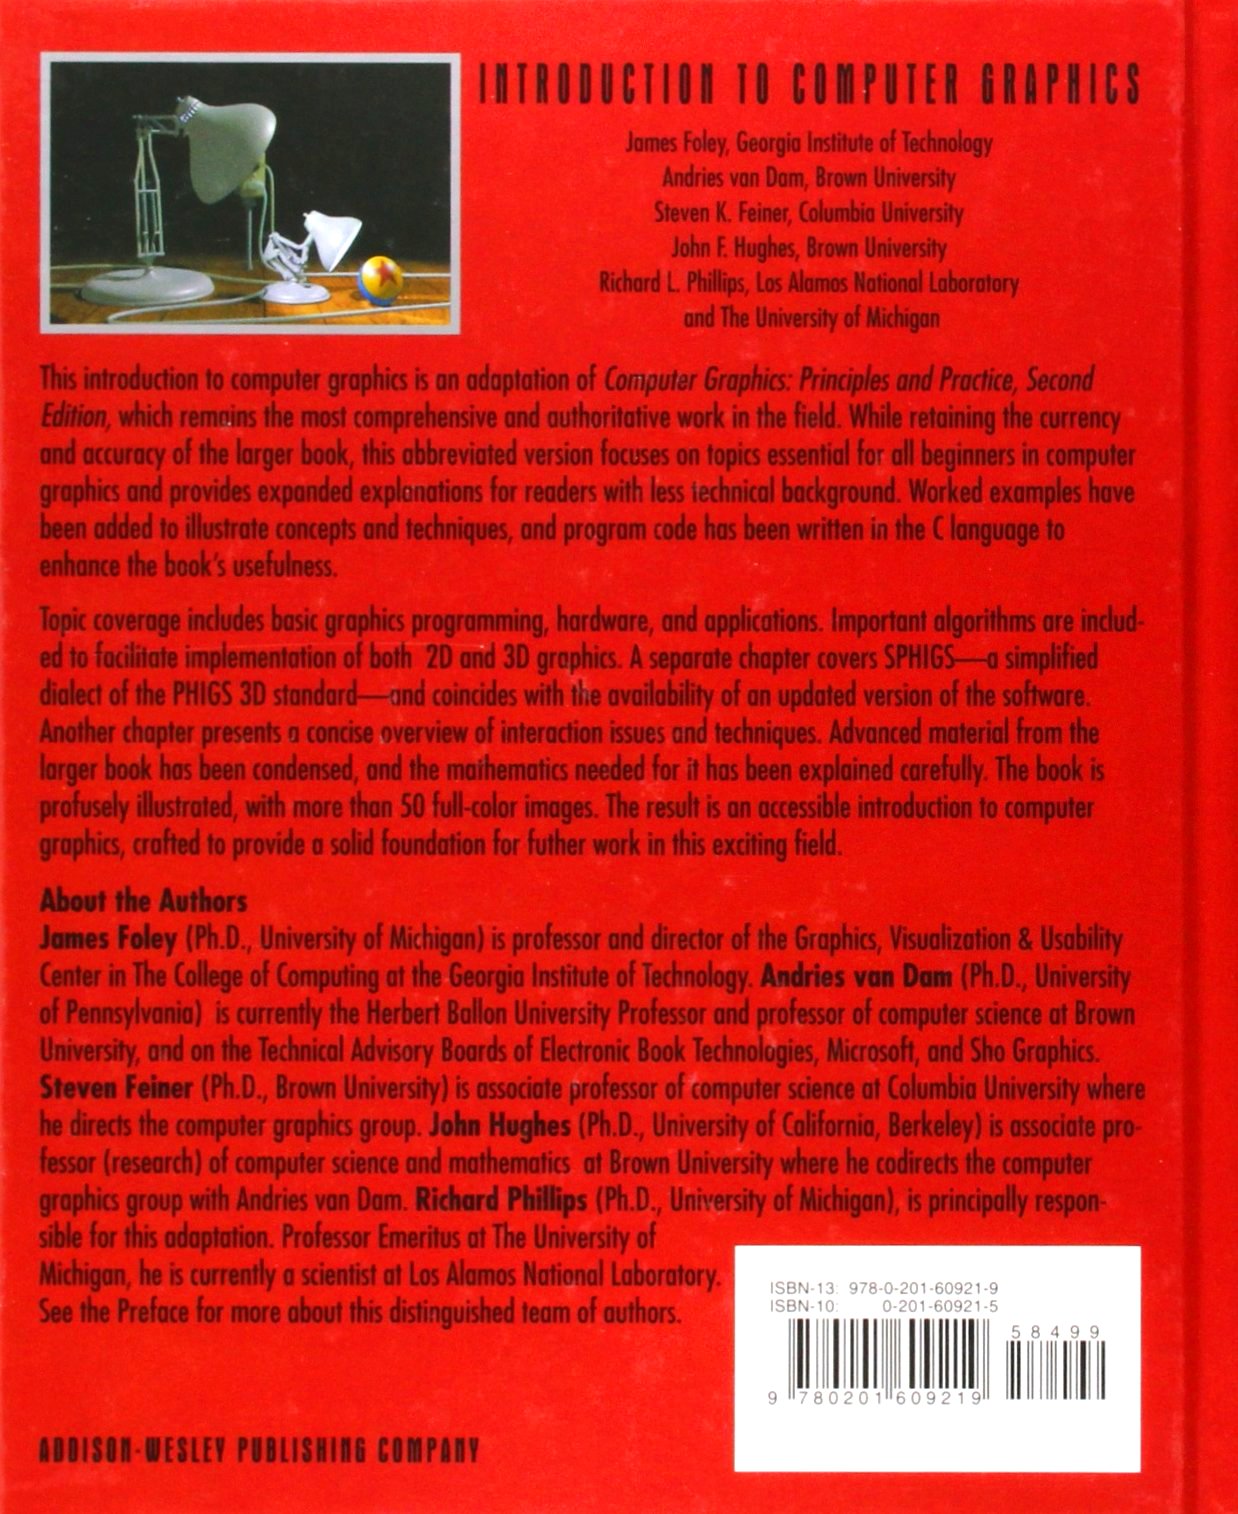 INTRODUCTION TO COMPUTER GRAPHICS
James Foley, Georgia Institute of Technology
Andries van Dam, Brown University
Steven K. Feiner, Columbia University
John F. Hughes, Brown University
Richard L. Phillips, Los Alamos National Laboratory
and The University of Michigan
This introduction to computer graphics is an adaptation of Computer Graphics: Principles and Practice, Second
Edition, which remains the most comprehensive and authoritative work in the field. While retaining the currency
and accuracy of the larger book, this abbreviated version focuses on topics essential for all beginners in computer
graphics and provides expanded explanations for readers with less technical background. Worked examples have
been added to illustrate concepts and techniques, and program code has been written in the C language to
enhance the book's usefulness.
Topic coverage includes basic graphics programming, hardware, and applications. Important algorithms are includ-
ed to facilitate implementation of both 2D and 3D graphics. A separate chapter covers SPHIGS—a simplified
dialect of the PHIGS 3D standard—and coincides with the availability of an updated version of the software.
Another chapter presents a concise overview of interaction issues and techniques. Advanced material from the
larger book has been condensed, and the mathematics needed for it has been explained carefully. The book is
profusely illustrated, with more than 50 full-color images. The result is an accessible introduction to computer
graphics, crafted to provide a solid foundation for futher work in this exciting field.
About the Authors
James Foley (Ph.D., University of Michigan) is professor and director of the Graphics, Visualization & Usability
Center in The College of Computing at the Georgia Institute of Technology. Andries van Dam (Ph.D., University
of Pennsylvania) is currently the Herbert Ballon University Professor and professor of computer science at Brown
University, and on the Technical Advisory Boards of Electronic Book Technologies, Microsoft, and Sho Graphics.
Steven Feiner (Ph.D., Brown University) is associate professor of computer science at Columbia University where
he directs the computer graphics group. John Hughes (Ph.D., University of California, Berkeley) is associate pro-
fessor (research) of computer science and mathematics at Brown University where he codirects the computer
graphics group with Andries van Dam. Richard Phillips (Ph.D., University of Michigan), is principally respon-
sible for this adaptation. Professor Emeritus at The University of
Michigan, he is currently a scientist at Los Alamos National Laboratory.
See the Preface for more about this distinguished team of authors.
ISBN-13: 978-0-201-60921-9
ISBN-10: 0-201-60921-5
58499
9 780201 609219
ADDISON-WESLEY PUBLISHING COMPANY